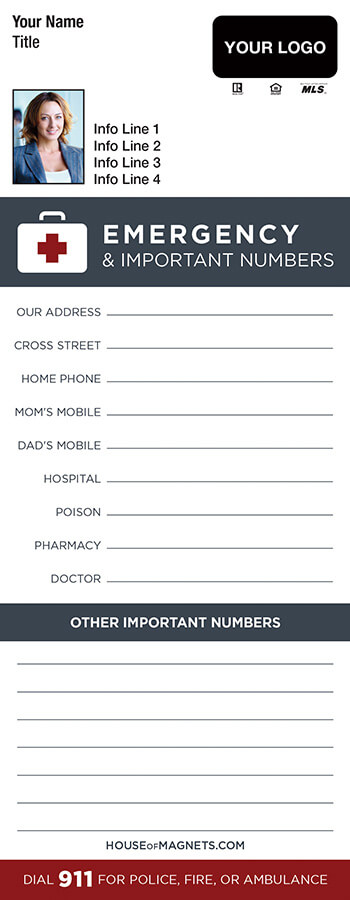 Your Name
Title
YOUR LOGO
MLS
Info Line 1
Info Line 2
Info Line 3
Info Line 4
EMERGENCY
& IMPORTANT NUMBERS
OUR ADDRESS
CROSS STREET
HOME PHONE
MOM'S MOBILE
DAD'S MOBILE
HOSPITAL
POISON
PHARMACY
DOCTOR
OTHER IMPORTANT NUMBERS
HOUSEOFMAGNETS.COM
DIAL 911 FOR POLICE, FIRE, OR AMBULANCE